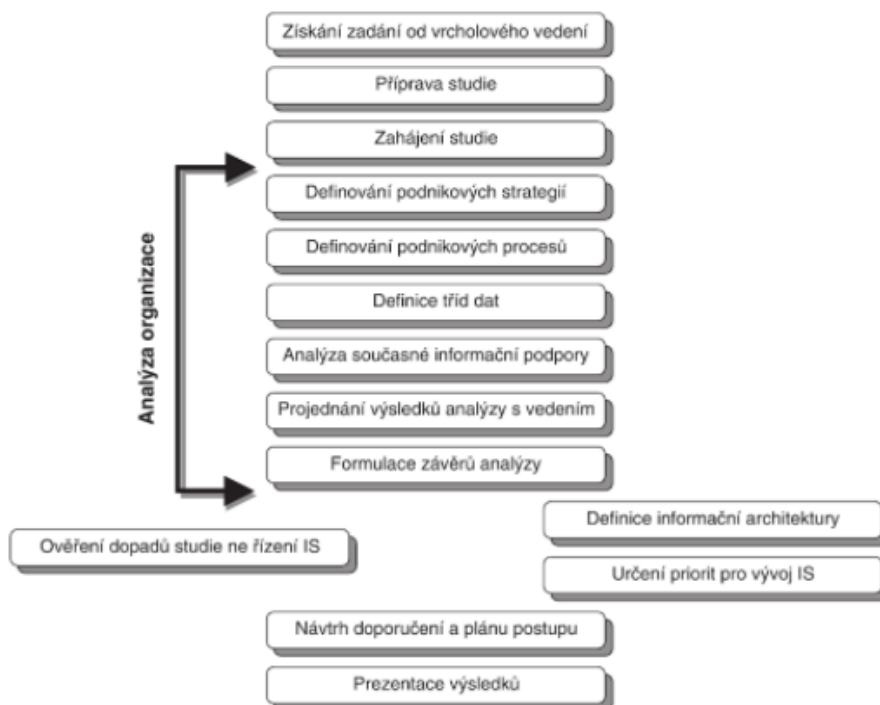 Získání zadání od vrcholového vedení
Příprava studie
Zahájení studie
Definování podnikových strategií
Definování podnikových procesů
Definice tříd dat
Analýza současné informační podpory
Projednání výsledků analýzy s vedením
Formulace závěrů analýzy
Analýza organizace
Definice informační architektury
Ověření dopadů studie ne řízení IS
Určení priorit pro vývoj IS
Návtrh doporučení a plánu postupu
Prezentace výsledků